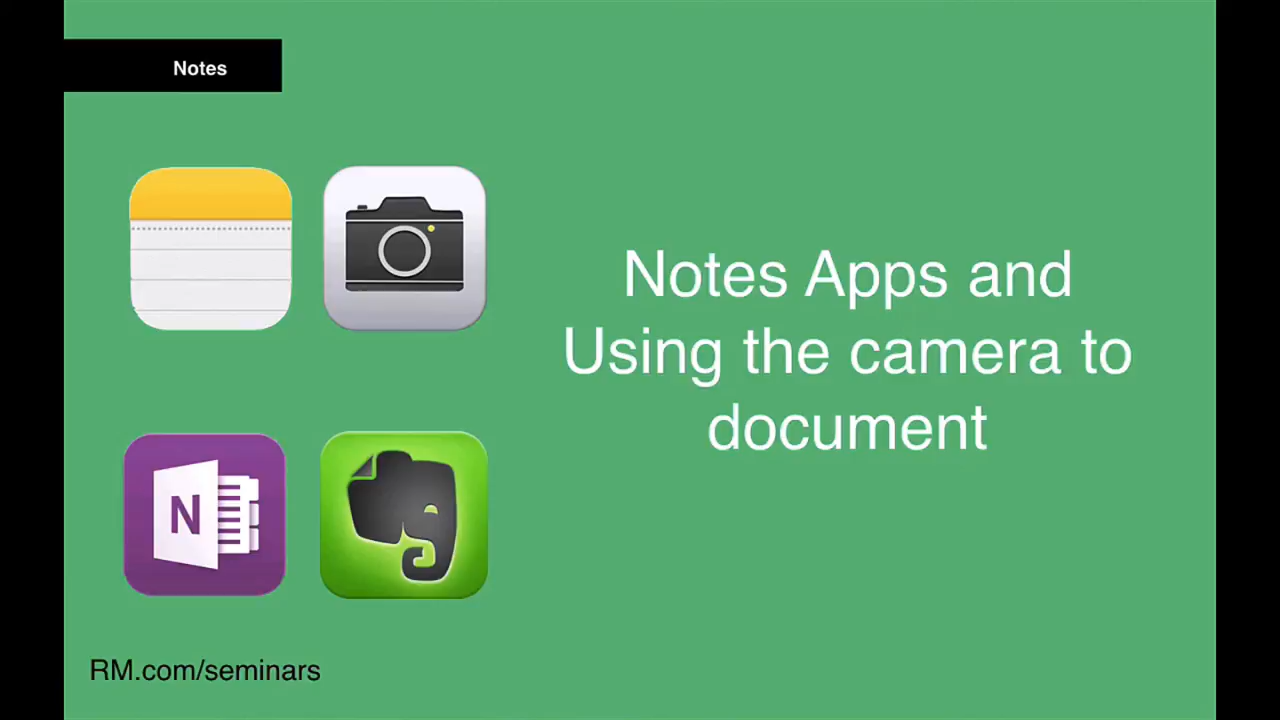 Notes
Notes Apps and
Using the camera to
document
N
RM.com/seminars